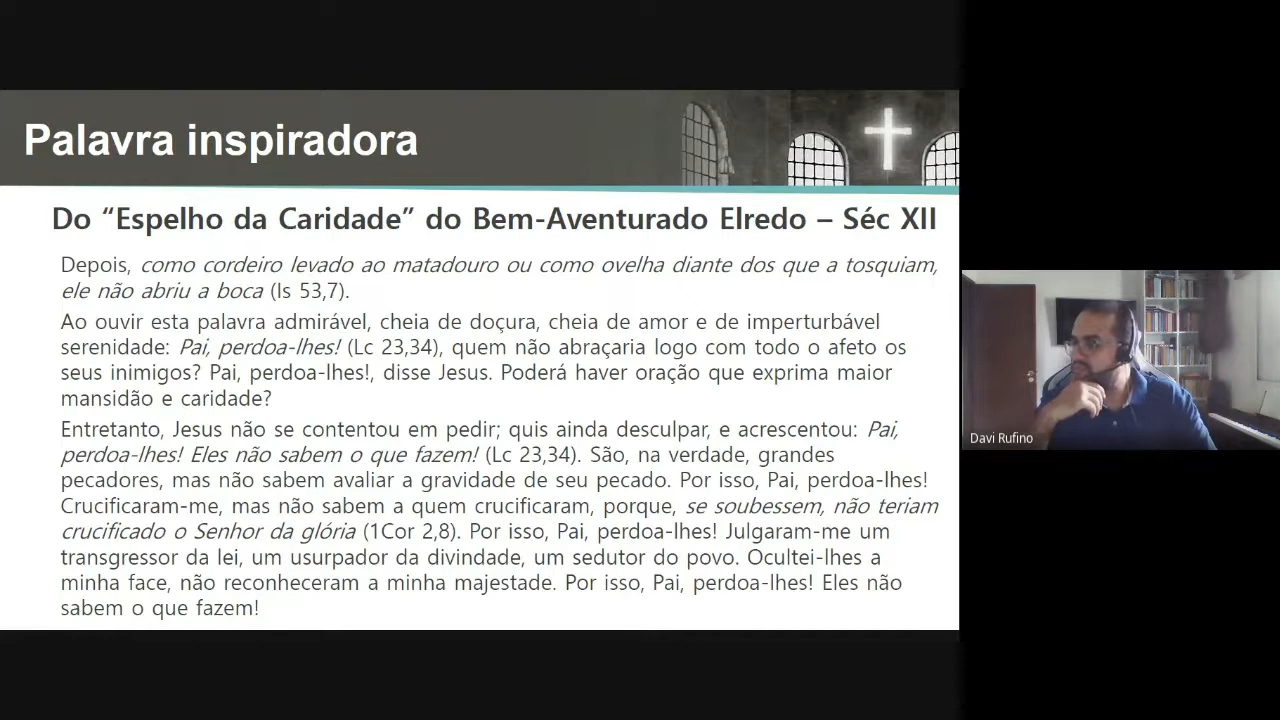 Palavra inspiradora
Do “Espelho da Caridade” do Bem-Aventurado Elredo – Séc XII
Depois, como cordeiro levado ao matadouro ou como ovelha diante dos que a tosquiam,
ele não abriu a boca (Is 53,7).
Ao ouvir esta palavra admirável, cheia de doçura, cheia de amor e de imperturbável
serenidade: Pai, perdoa-lhes! (Lc 23,34), quem não abraçaria logo com todo o afeto os
seus inimigos? Pai, perdoa-lhes!, disse Jesus. Poderá haver oração que exprima maior
mansidão e caridade?
Entretanto, Jesus não se contentou em pedir; quis ainda desculpar, e acrescentou: Pai,
perdoa-lhes! Eles não sabem o que fazem! (Lc 23,34). São, na verdade, grandes
pecadores, mas não sabem avaliar a gravidade de seu pecado. Por isso, Pai, perdoa-lhes!
Crucificaram-me, mas não sabem a quem crucificaram, porque, se soubessem, não teriam
crucificado o Senhor da glória (1Cor 2,8). Por isso, Pai, perdoa-lhes! Julgaram-me um
transgressor da lei, um usurpador da divindade, um sedutor do povo. Ocultei-lhes a
minha face, não reconheceram a minha majestade. Por isso, Pai, perdoa-lhes! Eles não
sabem o que fazem!
Davi Rufino